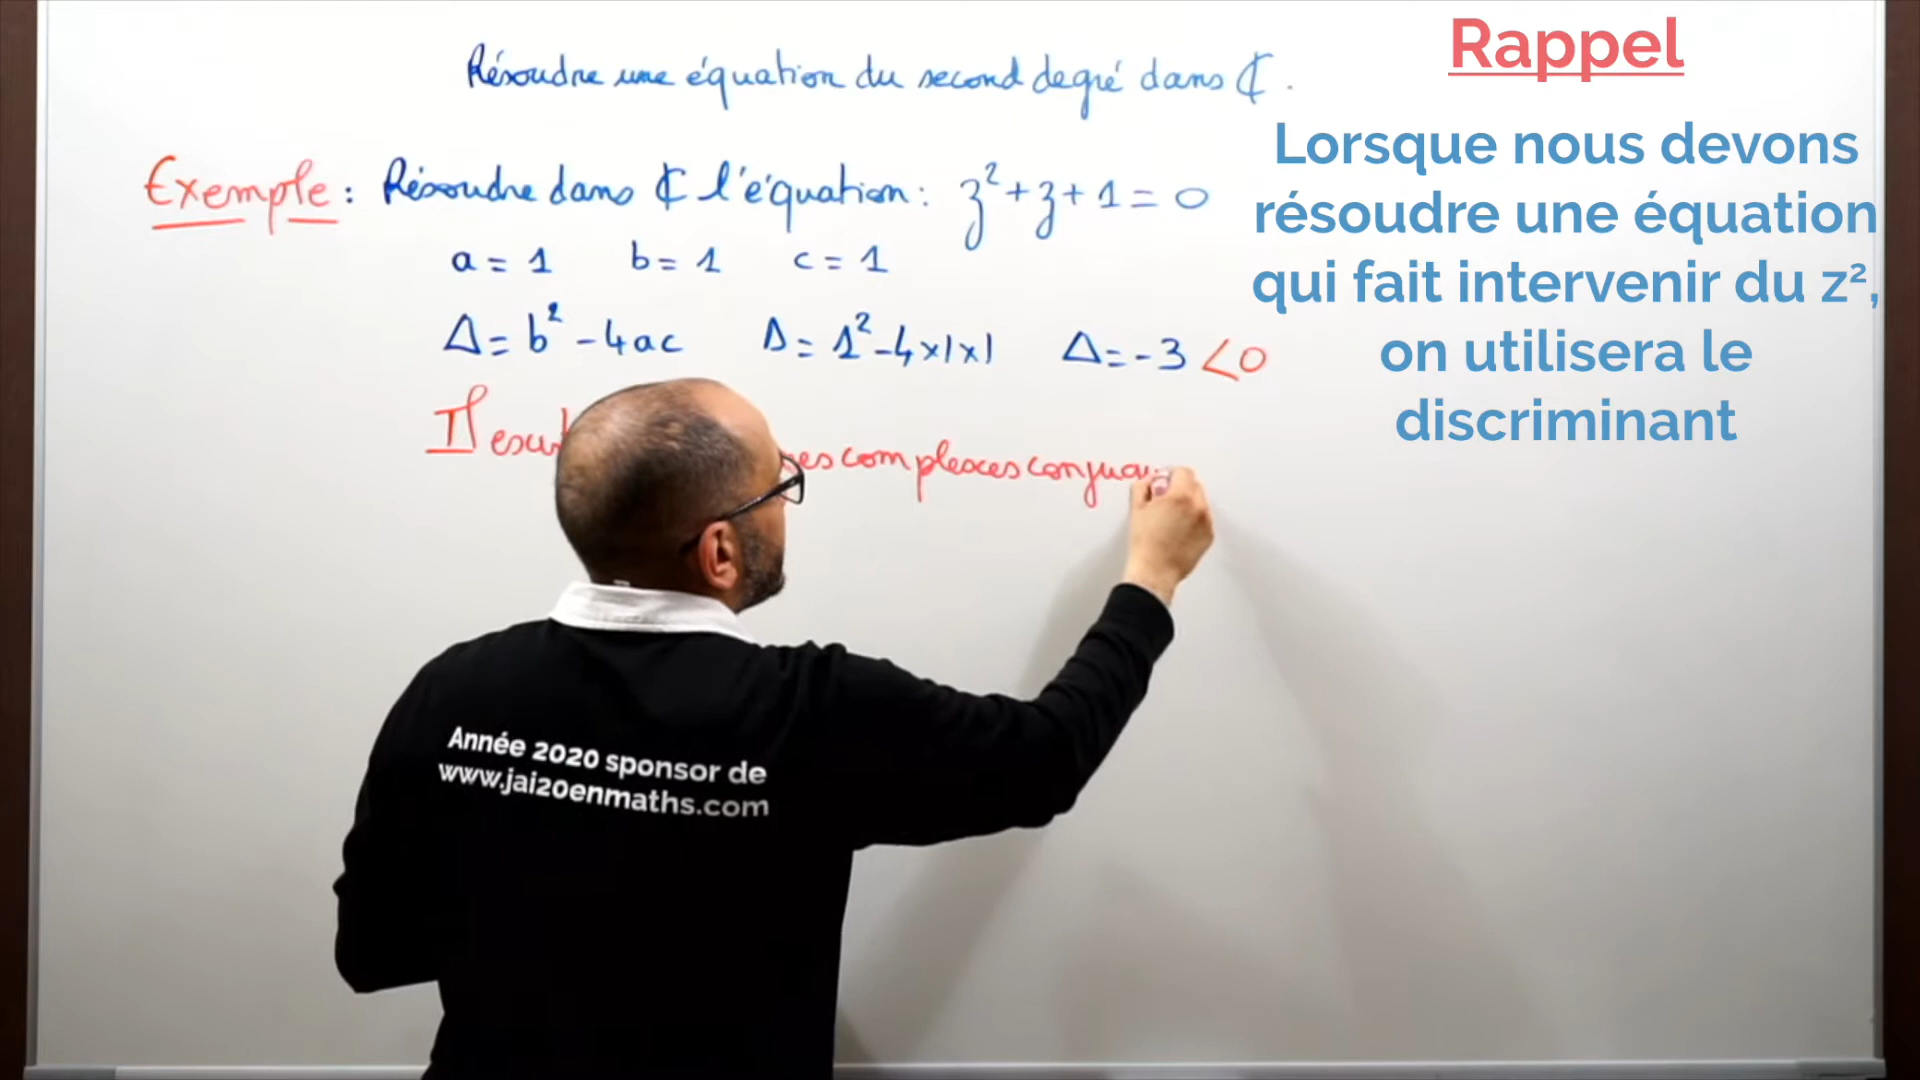 Résoudre une équation du second degré dans ℂ.
Rappel
Lorsque nous devons
résoudre une équation
qui fait intervenir du z²,
on utilisera le
discriminant
Exemple : Résoudre dans ℂ l'équation : z² + z + 1 = 0
a = 1 b = 1 c = 1
Δ = b² - 4ac Δ = 1² - 4×1×1 Δ = -3 < 0
Il complexes
Année 2020 sponsor de
www.jai20enmaths.com